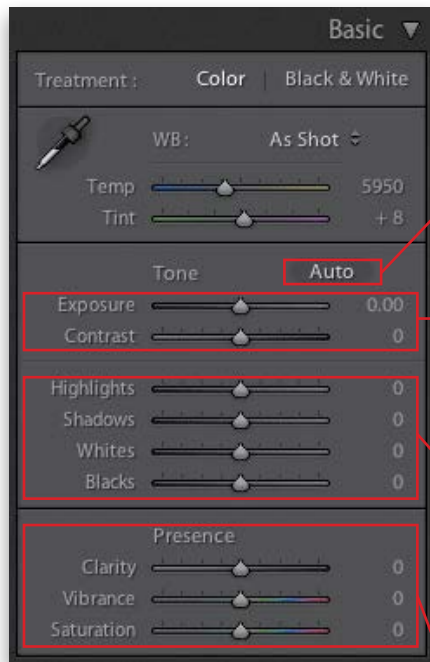 Basic ▼
Treatment : Color | Black & White
WB : As Shot
Temp 5950
Tint + 8
Tone Auto
Exposure 0.00
Contrast 0
Highlights 0
Shadows 0
Whites 0
Blacks 0
Presence
Clarity 0
Vibrance 0
Saturation 0